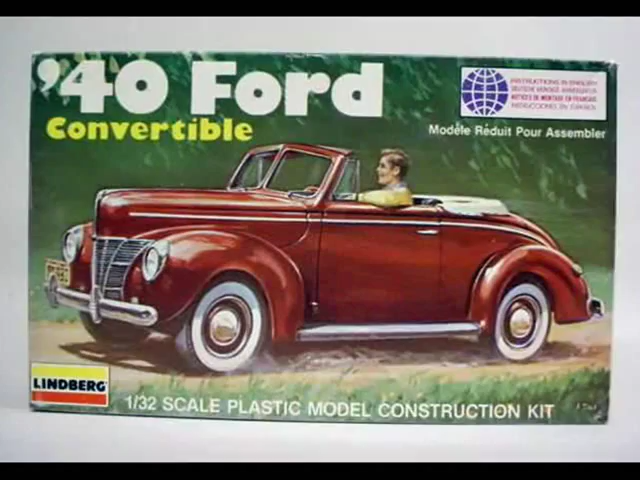 '40 Ford
Convertible
INSTRUCTIONS IN ENGLISH
NOTICES DE MONTAGE EN FRANCAIS
Modèle Réduit Pour Assembler
LINDBERG
1/32 SCALE PLASTIC MODEL CONSTRUCTION KIT